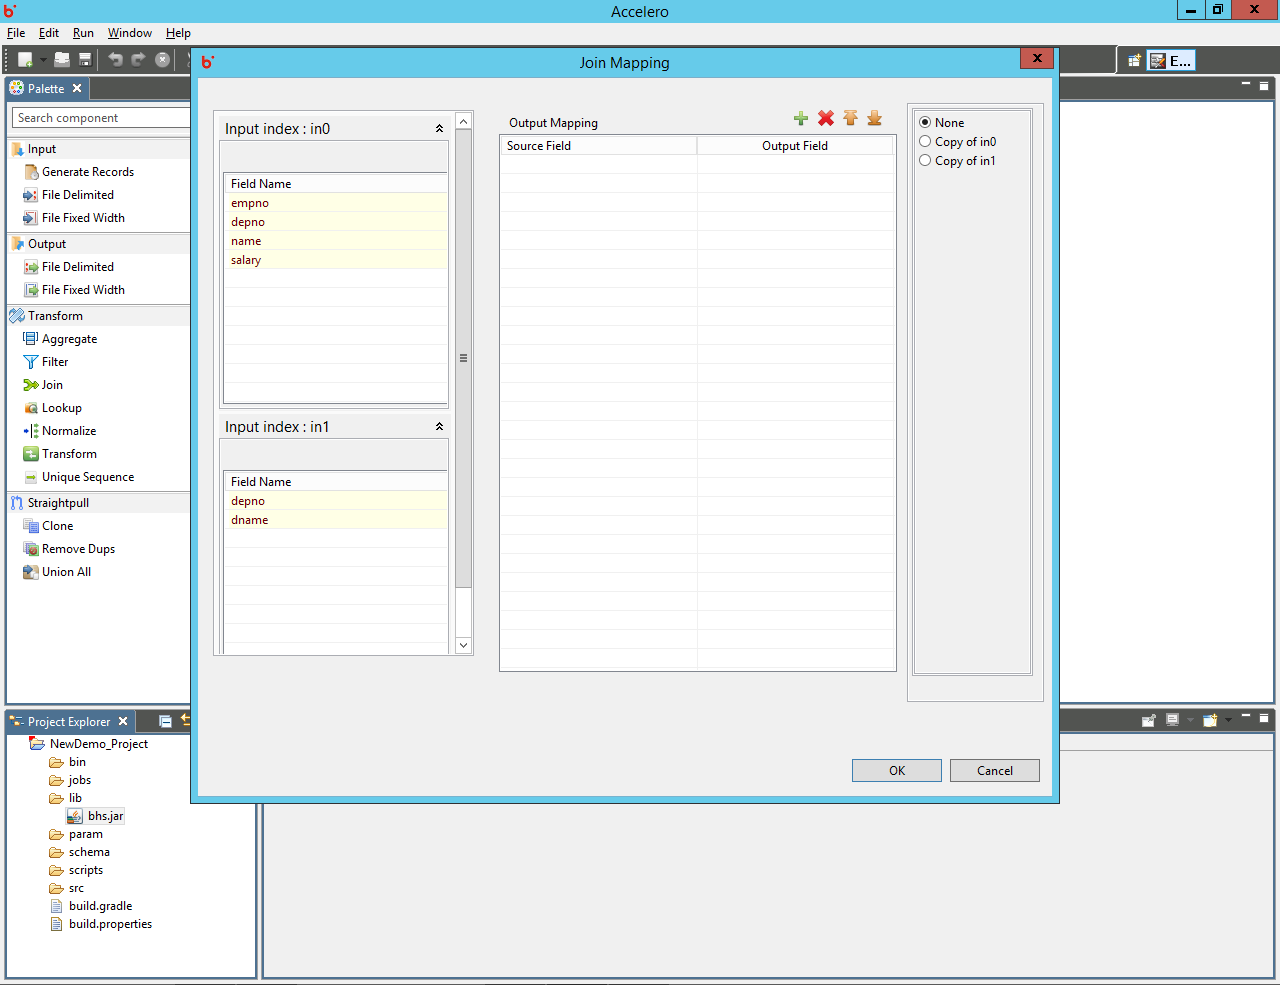 Accelero
File Edit Run Window Help
E...
Palette
Search component
Input
Generate Records
File Delimited
File Fixed Width
Output
File Delimited
File Fixed Width
Transform
Aggregate
Filter
Join
Lookup
Normalize
Transform
Unique Sequence
Straightpull
Clone
Remove Dups
Union All
Join Mapping
Input index : in0
Field Name
empno
depno
name
salary
Input index : in1
Field Name
depno
dname
Output Mapping
Source Field Output Field
None
Copy of in0
Copy of in1
OK Cancel
Project Explorer
NewDemo_Project
bin
jobs
lib
bhs.jar
param
schema
scripts
src
build.gradle
build.properties